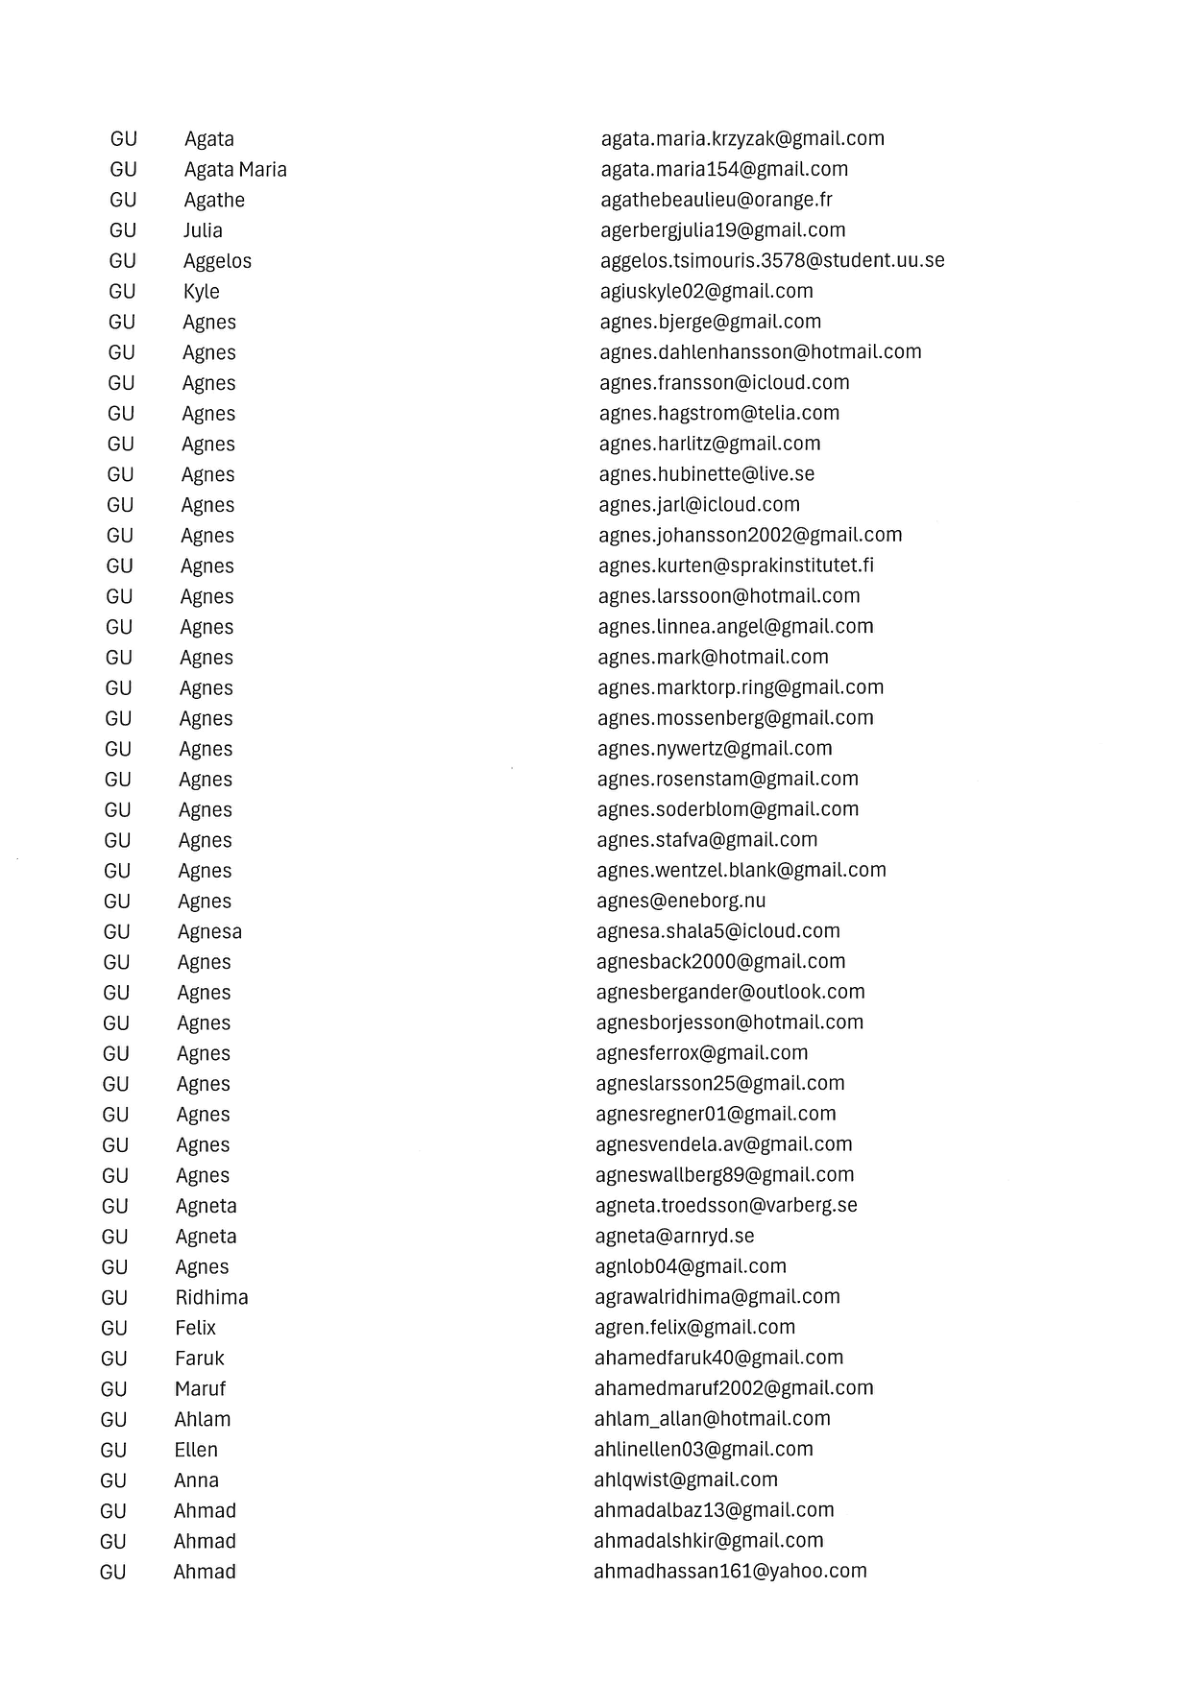 GU Agata agata.maria.krzyzak@gmail.com
GU Agata Maria agata.maria154@gmail.com
GU Agathe agathebeaulieu@orange.fr
GU Julia agerbergjulia19@gmail.com
GU Aggelos aggelos.tsimouris.3578@student.uu.se
GU Kyle agiuskyle02@gmail.com
GU Agnes agnes.bjerge@gmail.com
GU Agnes agnes.dahlenhansson@hotmail.com
GU Agnes agnes.fransson@icloud.com
GU Agnes agnes.hagstrom@telia.com
GU Agnes agnes.harlitz@gmail.com
GU Agnes agnes.hubinette@live.se
GU Agnes agnes.jarl@icloud.com
GU Agnes agnes.johansson2002@gmail.com
GU Agnes agnes.kurten@sprakinstitutet.fi
GU Agnes agnes.larssoon@hotmail.com
GU Agnes agnes.linnea.angel@gmail.com
GU Agnes agnes.mark@hotmail.com
GU Agnes agnes.marktorp.ring@gmail.com
GU Agnes agnes.mossenberg@gmail.com
GU Agnes agnes.nywertz@gmail.com
GU Agnes agnes.rosenstam@gmail.com
GU Agnes agnes.soderblom@gmail.com
GU Agnes agnes.stafva@gmail.com
GU Agnes agnes.wentzel.blank@gmail.com
GU Agnes agnes@eneborg.nu
GU Agnesa agnesa.shala5@icloud.com
GU Agnes agnesback2000@gmail.com
GU Agnes agnesbergander@outlook.com
GU Agnes agnesborjesson@hotmail.com
GU Agnes agnesferrox@gmail.com
GU Agnes agneslarsson25@gmail.com
GU Agnes agnesregner01@gmail.com
GU Agnes agnesvendela.av@gmail.com
GU Agnes agneswallberg89@gmail.com
GU Agneta agneta.troedsson@varberg.se
GU Agneta agneta@arnryd.se
GU Agnes agnlob04@gmail.com
GU Ridhima agrawalridhima@gmail.com
GU Felix agren.felix@gmail.com
GU Faruk ahamedfaruk40@gmail.com
GU Maruf ahamedmaruf2002@gmail.com
GU Ahlam ahlam_allan@hotmail.com
GU Ellen ahlinellen03@gmail.com
GU Anna ahlqwist@gmail.com
GU Ahmad ahmadalbaz13@gmail.com
GU Ahmad ahmadalshkir@gmail.com
GU Ahmad ahmadhassan161@yahoo.com